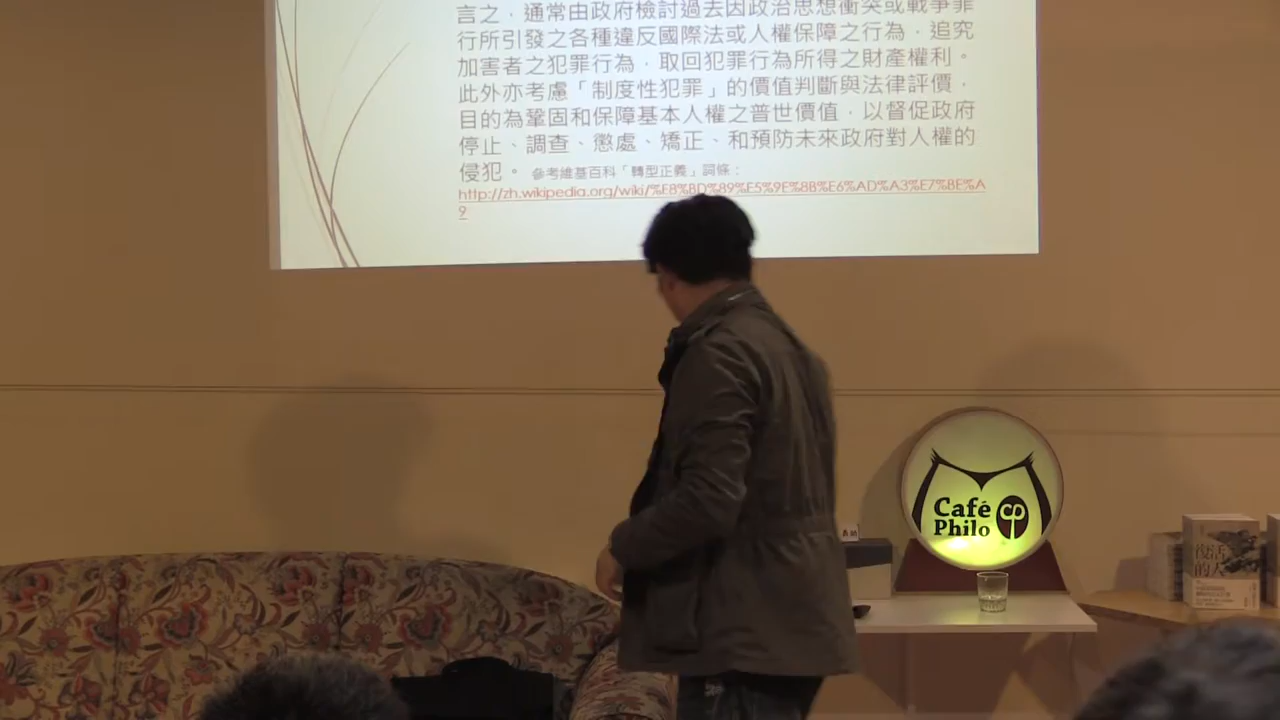 言之，通常由政府檢討過去因政治思想衝突或戰爭罪
行所引發之各種違反國際法或人權保障之行為，追究
加害者之犯罪行為，取回犯罪行為所得之財產權利。
此外亦考慮「制度性犯罪」的價值判斷與法律評價，
目的為鞏固和保障基本人權之普世價值，以督促政府
停止、調查、懲處、矯正、和預防未來政府對人權的
侵犯。 參考維基百科「轉型正義」詞條：
http://zh.wikipedia.org/wiki/%E8%BD%89%E5%9E%8B%E6%AD%A3%E7%BE%A
9
Café
Philo
復活
的人